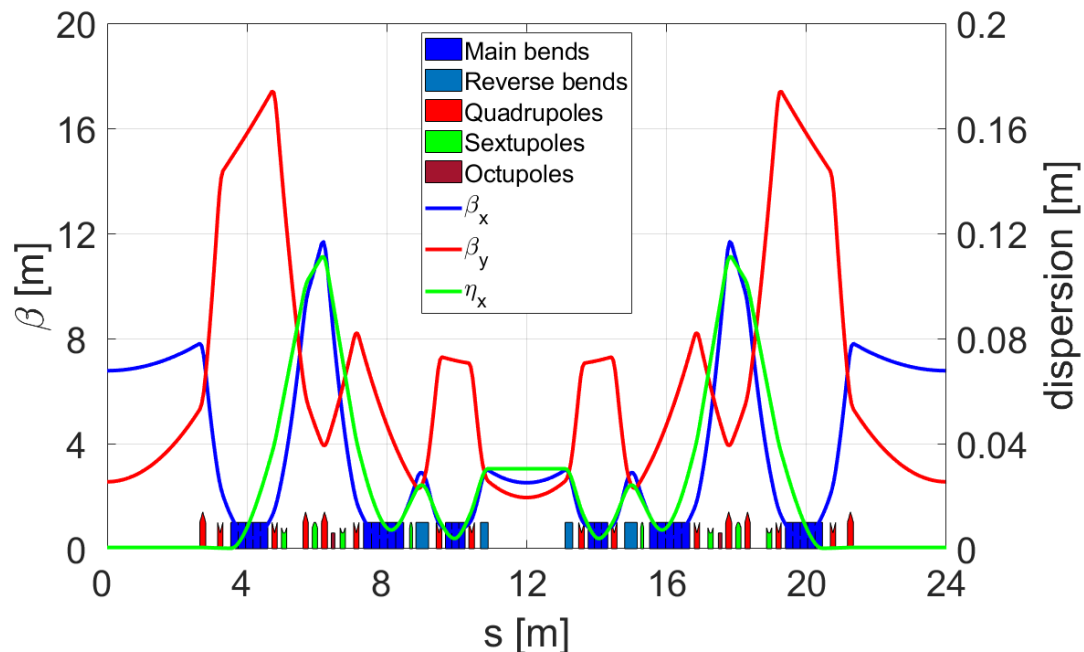 20
16
12
8
4
0
β [m]
0.2
0.16
0.12
0.08
0.04
0
dispersion [m]
Main bends
Reverse bends
Quadrupoles
Sextupoles
Octupoles
βx
βy
ηx
0 4 8 12 16 20 24
s [m]